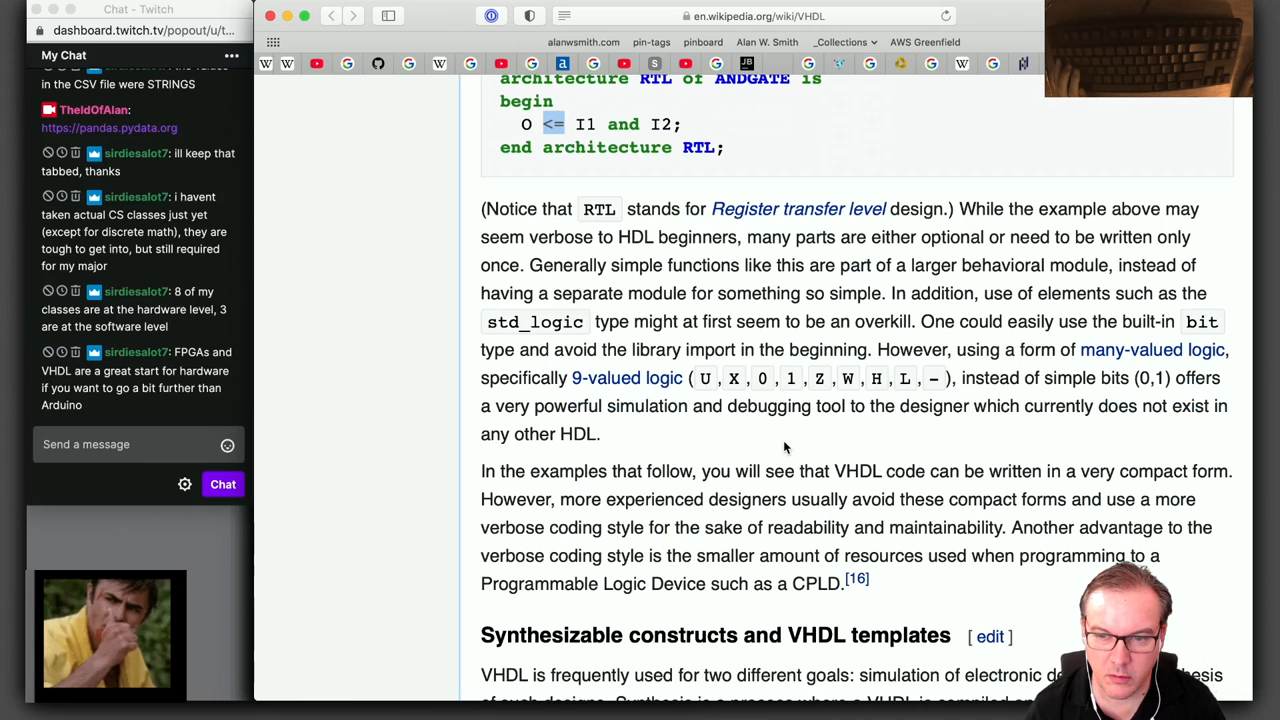 Chat - Twitch
dashboard.twitch.tv/popout/u/t...
My Chat
in the CSV file were STRINGS
TheIdOfAlan:
https://pandas.pydata.org
sirdiesalot7: ill keep that
tabbed, thanks
sirdiesalot7: i havent
taken actual CS classes just yet
(except for discrete math), they are
tough to get into, but still required
for my major
sirdiesalot7: 8 of my
classes are at the hardware level, 3
are at the software level
sirdiesalot7: FPGAs and
VHDL are a great start for hardware
if you want to go a bit further than
Arduino
Send a message
Chat
en.wikipedia.org/wiki/VHDL
alanwsmith.com pin-tags pinboard Alan W. Smith _Collections AWS Greenfield
architecture RTL of ANDGATE is
begin
O <= I1 and I2;
end architecture RTL;
(Notice that RTL stands for Register transfer level design.) While the example above may
seem verbose to HDL beginners, many parts are either optional or need to be written only
once. Generally simple functions like this are part of a larger behavioral module, instead of
having a separate module for something so simple. In addition, use of elements such as the
std_logic type might at first seem to be an overkill. One could easily use the built-in bit
type and avoid the library import in the beginning. However, using a form of many-valued logic,
specifically 9-valued logic (U,X,0,1,Z,W,H,L,-), instead of simple bits (0,1) offers
a very powerful simulation and debugging tool to the designer which currently does not exist in
any other HDL.
In the examples that follow, you will see that VHDL code can be written in a very compact form.
However, more experienced designers usually avoid these compact forms and use a more
verbose coding style for the sake of readability and maintainability. Another advantage to the
verbose coding style is the smaller amount of resources used when programming to a
Programmable Logic Device such as a CPLD.[16]
Synthesizable constructs and VHDL templates [ edit ]
VHDL is frequently used for two different goals: simulation of electronic